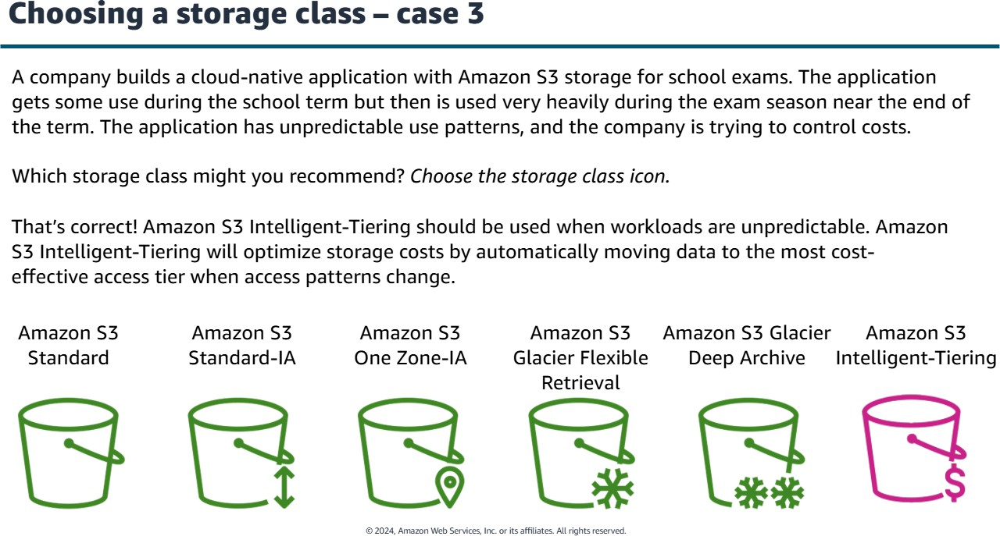 Choosing a storage class – case 3
A company builds a cloud-native application with Amazon S3 storage for school exams. The application
gets some use during the school term but then is used very heavily during the exam season near the end of
the term. The application has unpredictable use patterns, and the company is trying to control costs.
Which storage class might you recommend? Choose the storage class icon.
That’s correct! Amazon S3 Intelligent-Tiering should be used when workloads are unpredictable. Amazon
S3 Intelligent-Tiering will optimize storage costs by automatically moving data to the most cost-
effective access tier when access patterns change.
Amazon S3
Standard
Amazon S3
Standard-IA
Amazon S3
One Zone-IA
Amazon S3
Glacier Flexible
Retrieval
Amazon S3 Glacier
Deep Archive
Amazon S3
Intelligent-Tiering
$
© 2024, Amazon Web Services, Inc. or its affiliates. All rights reserved.